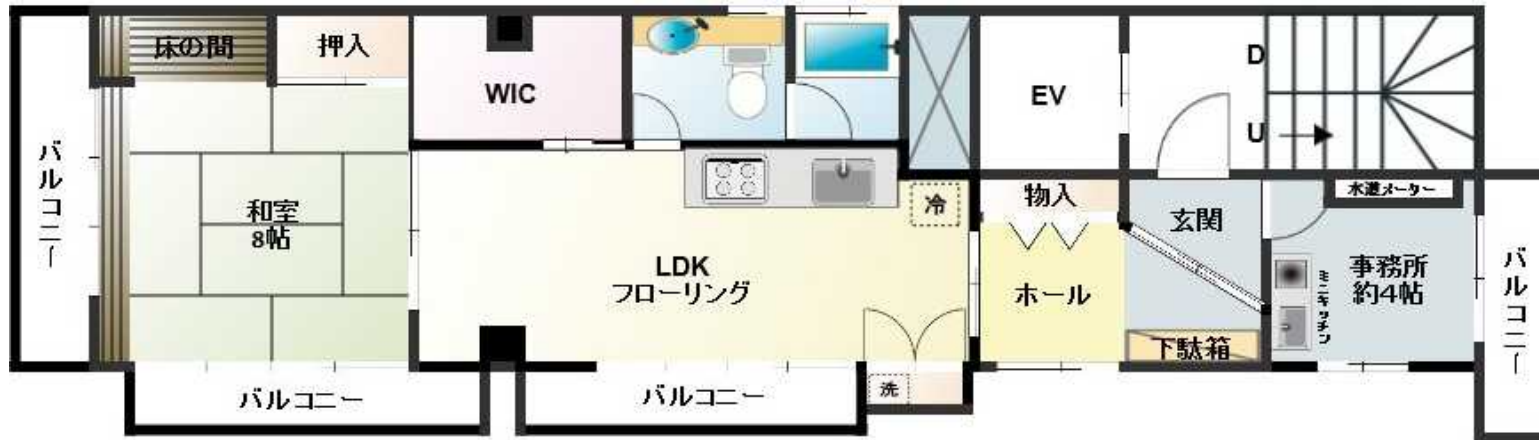 床の間
押入
WIC
EV
D
U
バルコニー
和室
8帖
LDK
フローリング
冷
物入
ホール
玄関
下駄箱
水道メーター
事務所
約4帖
ミニキッチン
バルコニー
バルコニー
バルコニー
洗